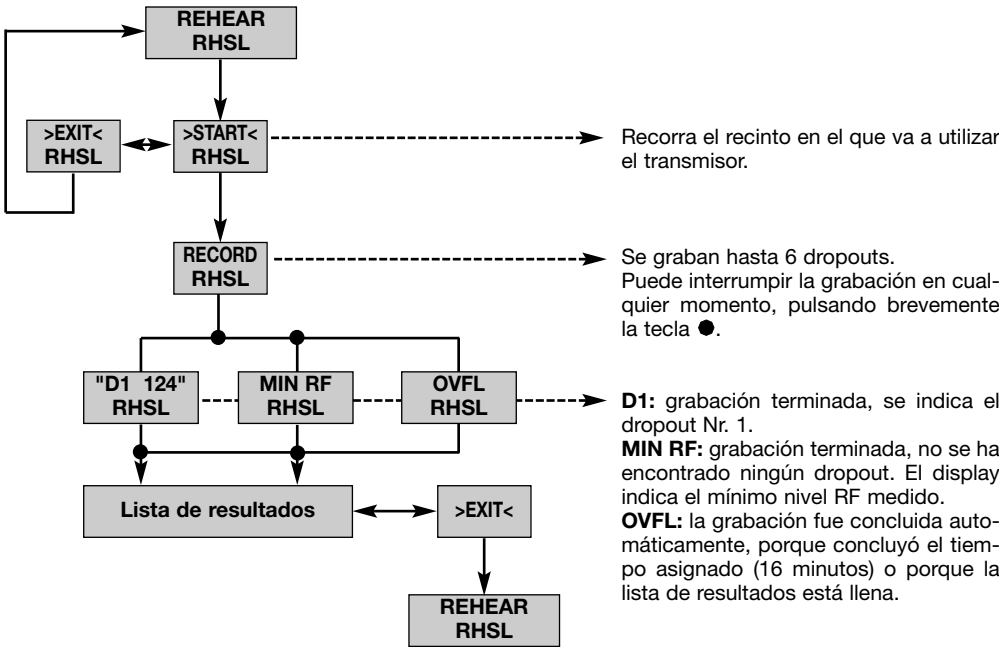 REHEAR
RHSL
>EXIT<
RHSL
>START<
RHSL
Recorra el recinto en el que va a utilizar
el transmisor.
RECORD
RHSL
Se graban hasta 6 dropouts.
Puede interrumpir la grabación en cual-
quier momento, pulsando brevemente
la tecla ●.
"D1 124"
RHSL
MIN RF
RHSL
OVFL
RHSL
D1: grabación terminada, se indica el
dropout Nr. 1.
MIN RF: grabación terminada, no se ha
encontrado ningún dropout. El display
indica el mínimo nivel RF medido.
OVFL: la grabación fue concluida auto-
máticamente, porque concluyó el tiem-
po asignado (16 minutos) o porque la
lista de resultados está llena.
Lista de resultados
>EXIT<
REHEAR
RHSL